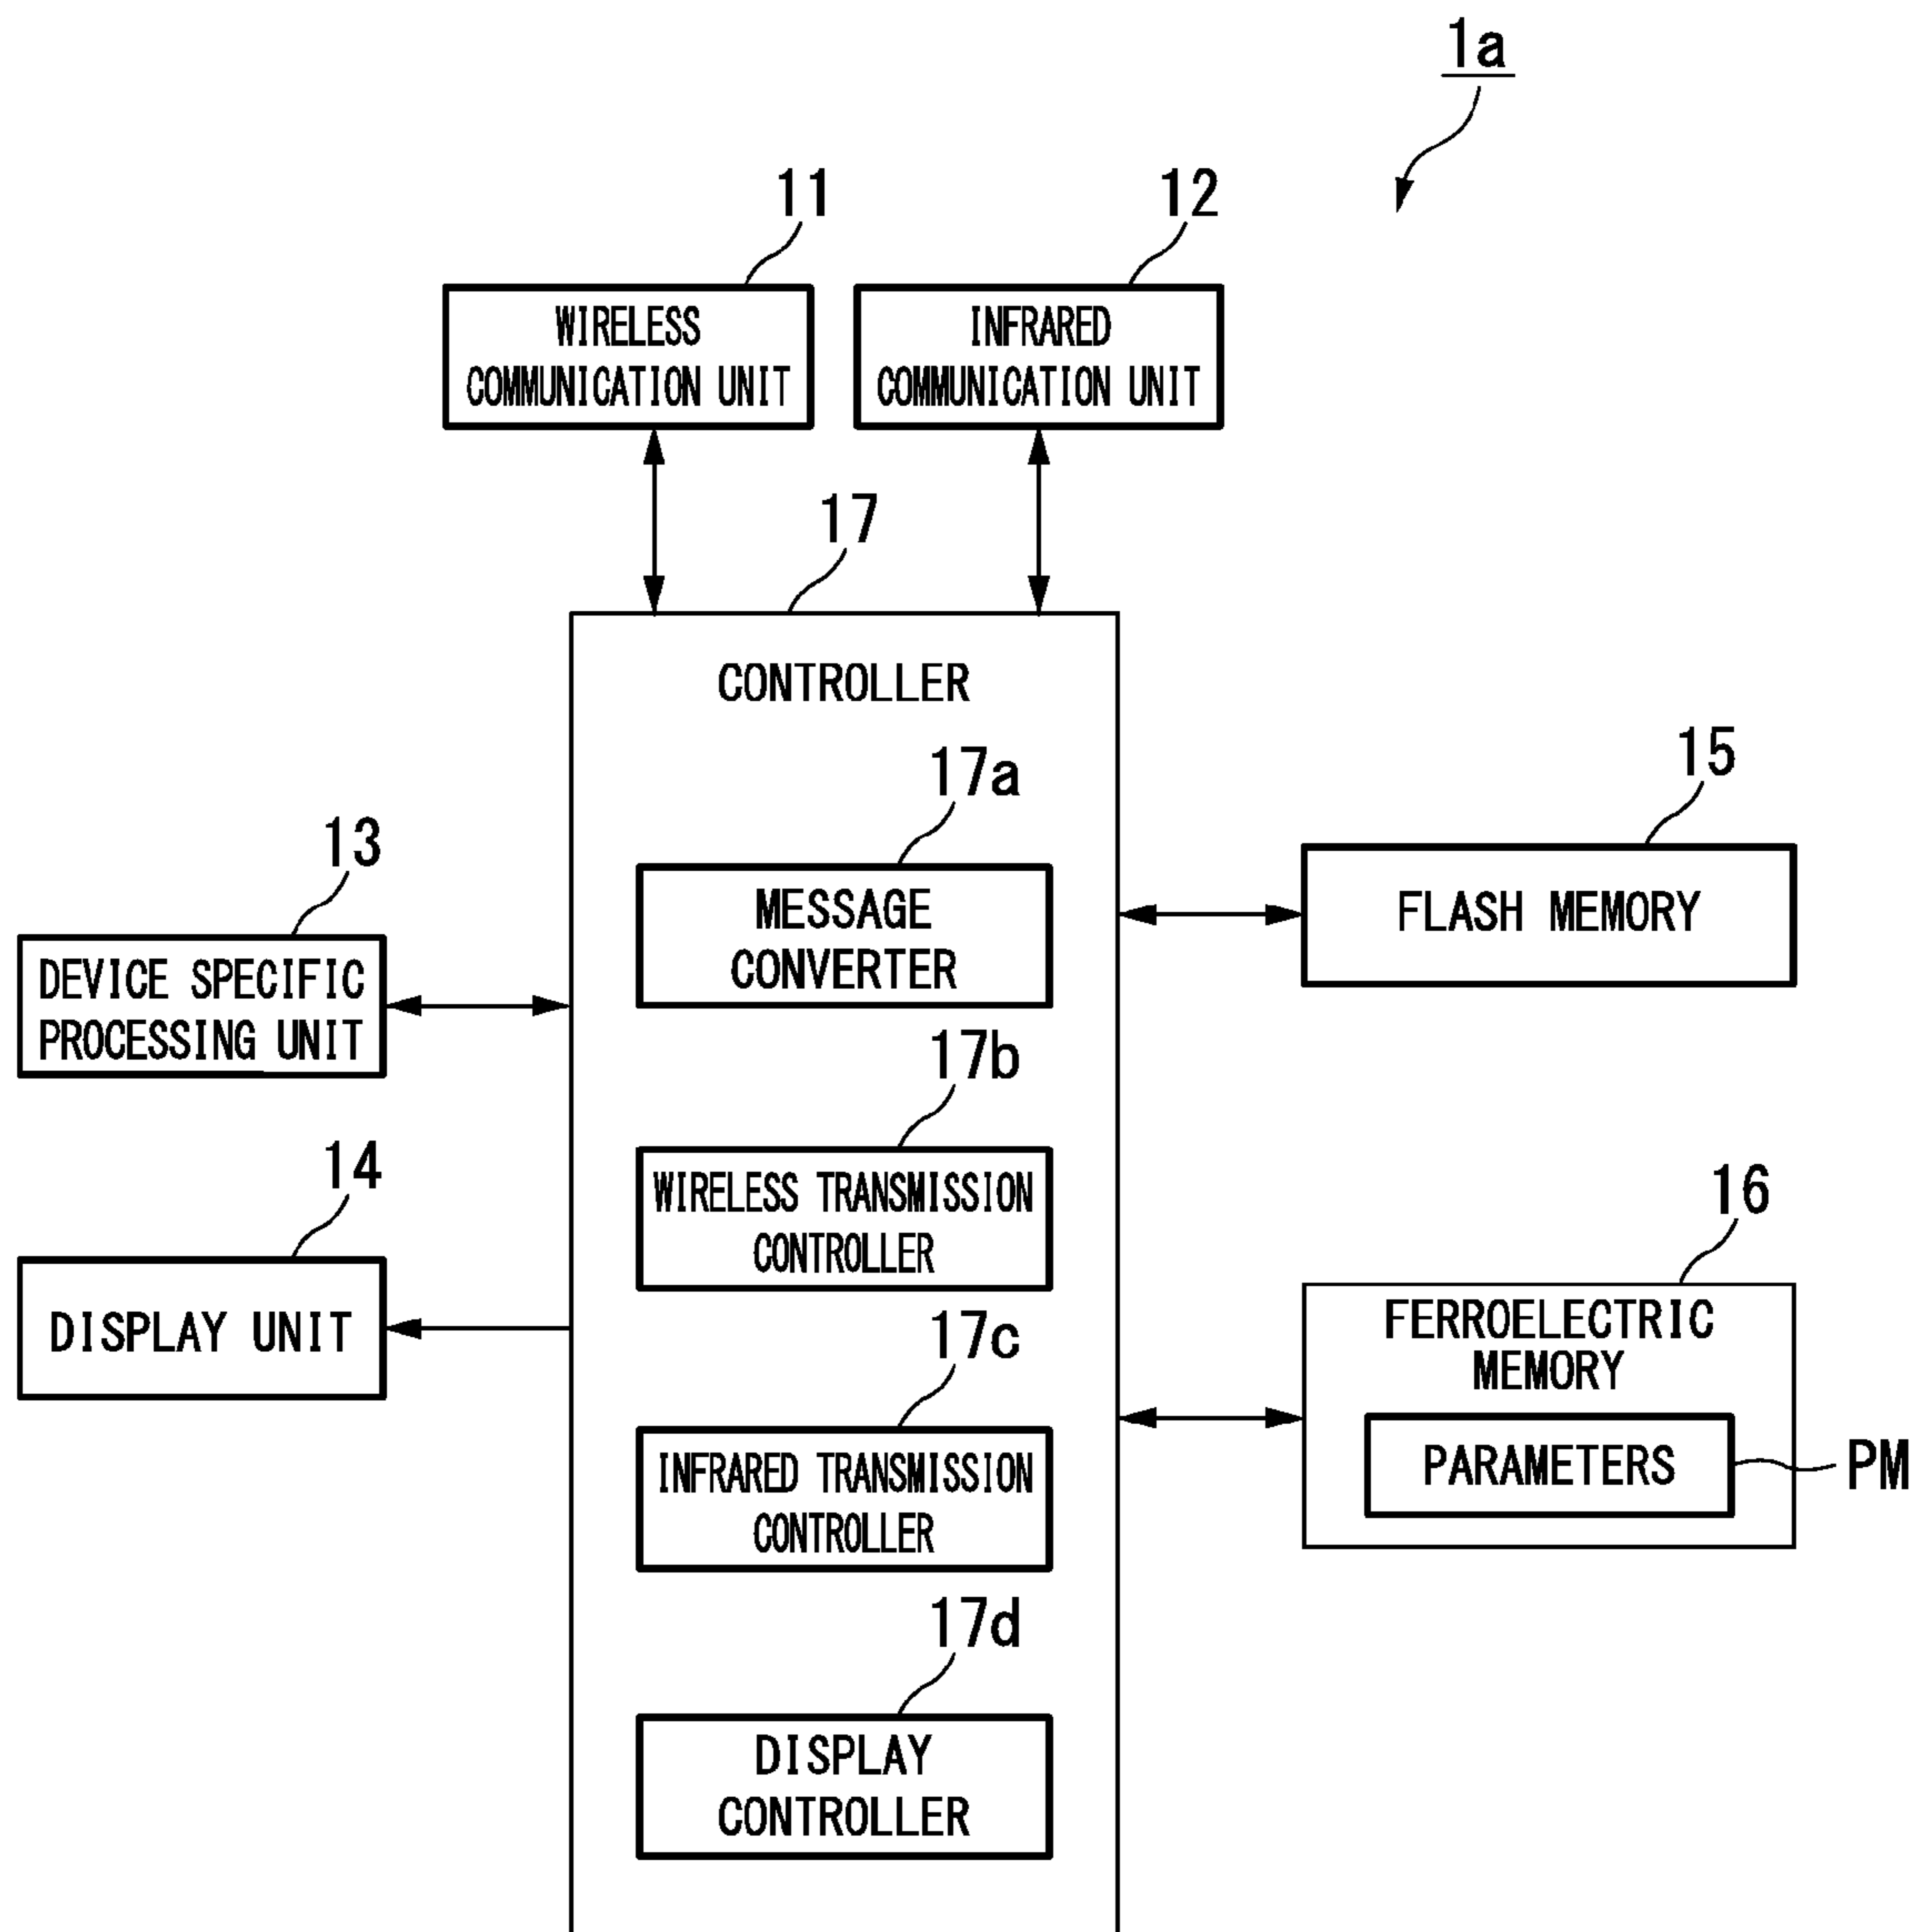 1a
11
12
WIRELESS
COMMUNICATION UNIT
INFRARED
COMMUNICATION UNIT
17
CONTROLLER
17a
15
13
MESSAGE
CONVERTER
FLASH MEMORY
DEVICE SPECIFIC
PROCESSING UNIT
17b
14
16
WIRELESS TRANSMISSION
CONTROLLER
DISPLAY UNIT
17c
FERROELECTRIC
MEMORY
PARAMETERS
PM
INFRARED TRANSMISSION
CONTROLLER
17d
DISPLAY
CONTROLLER